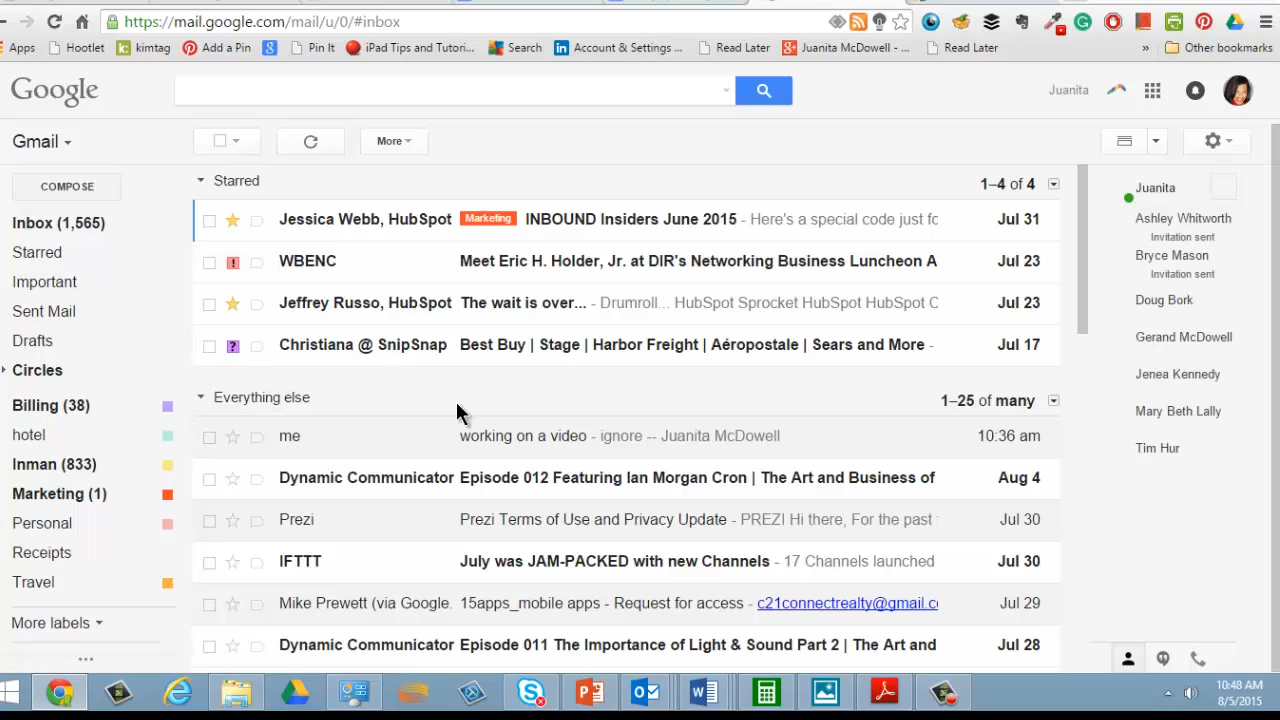 https://mail.google.com/mail/u/0/#inbox
Apps Hootlet kimtag Add a Pin Pin It iPad Tips and Tutori... Search Account & Settings ... Read Later Juanita McDowell - ... Read Later » Other bookmarks
Google Juanita
Gmail More
COMPOSE
Inbox (1,565)
Starred
Important
Sent Mail
Drafts
Circles
Billing (38)
hotel
Inman (833)
Marketing (1)
Personal
Receipts
Travel
More labels
Starred 1–4 of 4
Jessica Webb, HubSpot Marketing INBOUND Insiders June 2015 - Here's a special code just fo Jul 31
! WBENC Meet Eric H. Holder, Jr. at DIR's Networking Business Luncheon A Jul 23
Jeffrey Russo, HubSpot The wait is over... - Drumroll... HubSpot Sprocket HubSpot HubSpot C Jul 23
? Christiana @ SnipSnap Best Buy | Stage | Harbor Freight | Aéropostale | Sears and More - Jul 17
Everything else 1–25 of many
me working on a video - ignore -- Juanita McDowell 10:36 am
Dynamic Communicator Episode 012 Featuring Ian Morgan Cron | The Art and Business of Aug 4
Prezi Prezi Terms of Use and Privacy Update - PREZI Hi there, For the past Jul 30
IFTTT July was JAM-PACKED with new Channels - 17 Channels launched Jul 30
Mike Prewett (via Google. 15apps_mobile apps - Request for access - c21connectrealty@gmail.co Jul 29
Dynamic Communicator Episode 011 The Importance of Light & Sound Part 2 | The Art and Jul 28
Juanita
Ashley Whitworth
Invitation sent
Bryce Mason
Invitation sent
Doug Bork
Gerand McDowell
Jenea Kennedy
Mary Beth Lally
Tim Hur
10:48 AM
8/5/2015